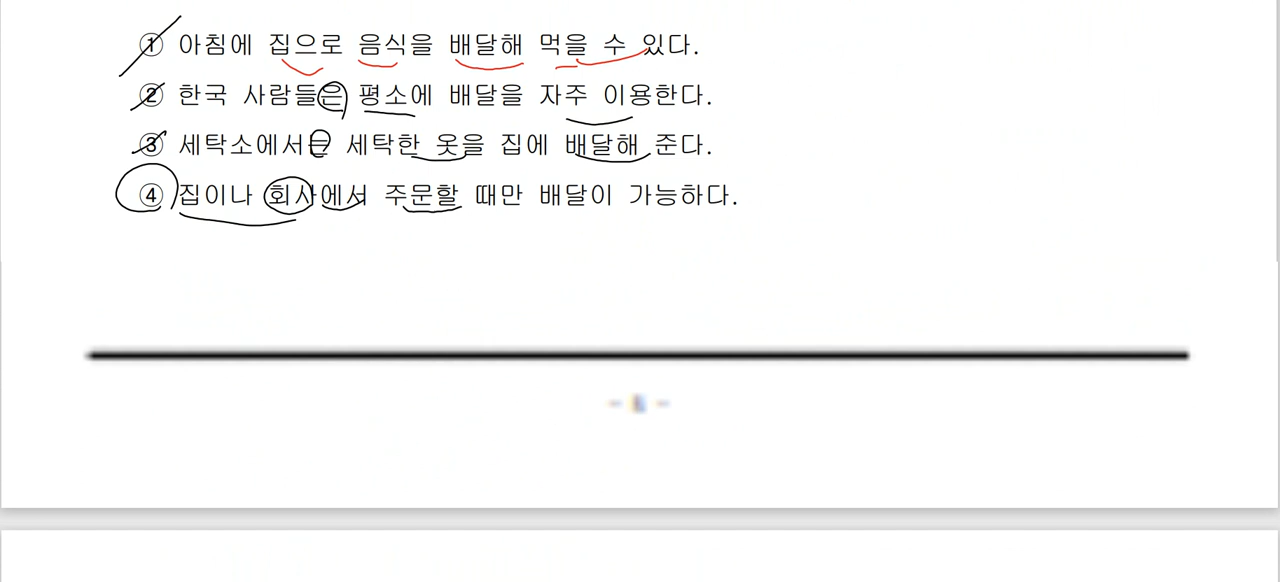 ① 아침에 집으로 음식을 배달해 먹을 수 있다.
② 한국 사람들은 평소에 배달을 자주 이용한다.
③ 세탁소에서는 세탁한 옷을 집에 배달해 준다.
④ 집이나 회사에서 주문할 때만 배달이 가능하다.